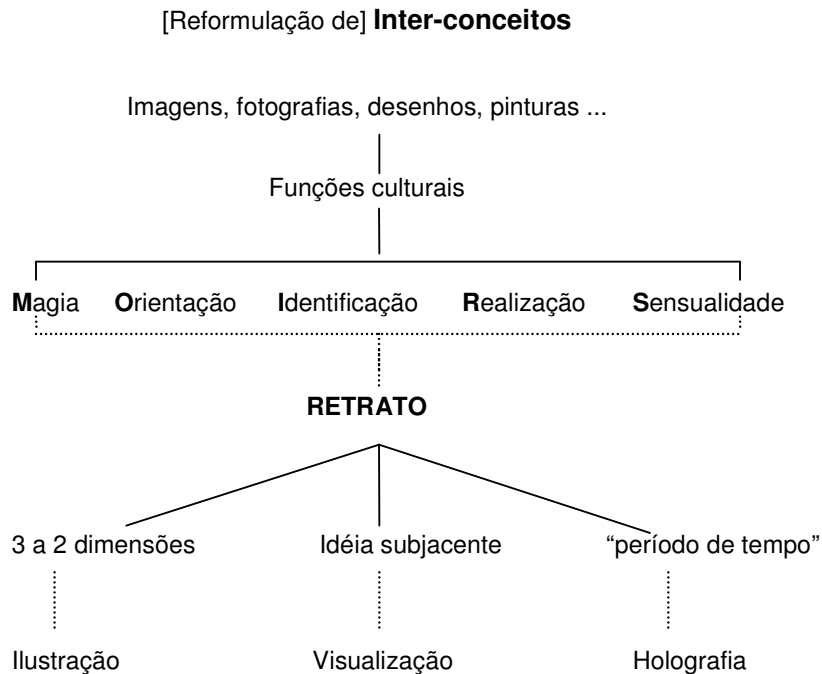 [Reformulação de] Inter-conceitos
Imagens, fotografias, desenhos, pinturas ...
Funções culturais
Magia Orientação Identificação Realização Sensualidade
RETRATO
3 a 2 dimensões Idéia subjacente “período de tempo”
Ilustração Visualização Holografia